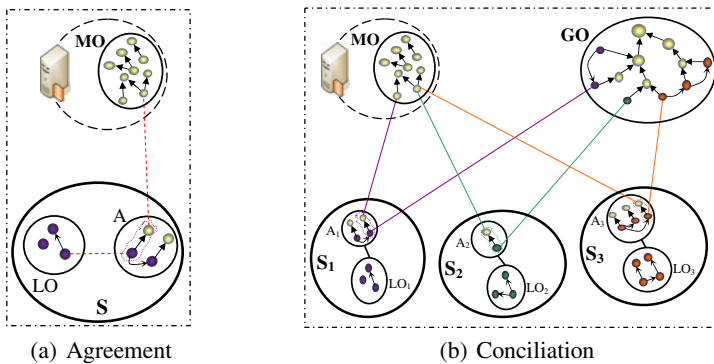 MO
A
LO
S
(a) Agreement
MO
GO
A1
A2
A3
S1
S2
S3
LO1
LO2
LO3
(b) Conciliation